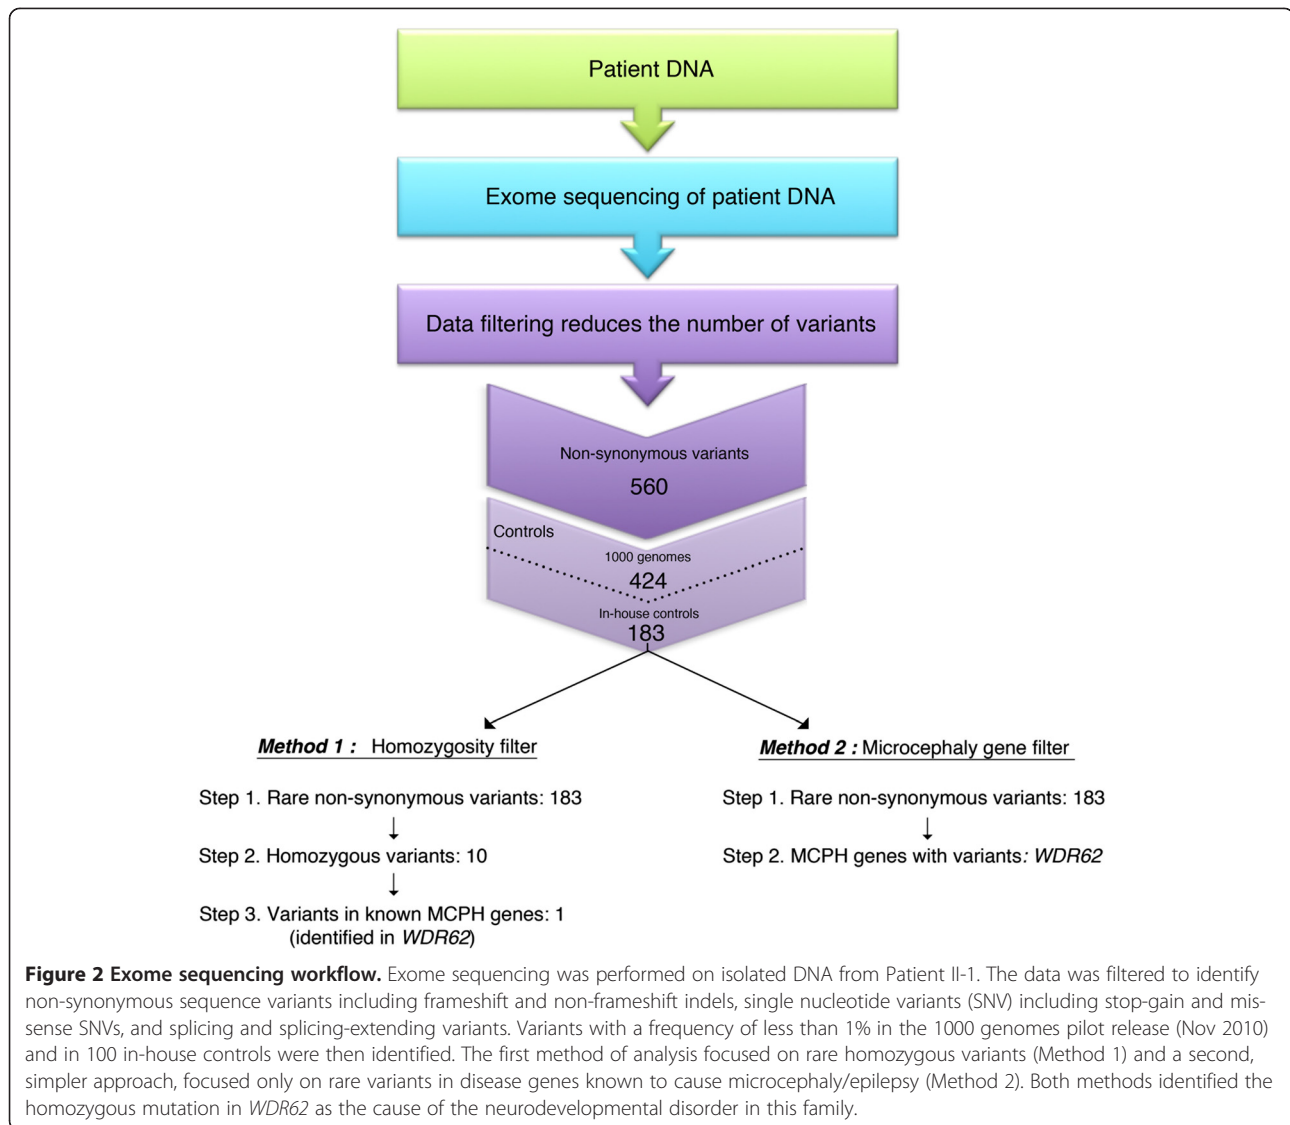 Patient DNA
Exome sequencing of patient DNA
Data filtering reduces the number of variants
Non-synonymous variants
560
Controls
1000 genomes
424
In-house controls
183
Method 1 : Homozygosity filter
Step 1. Rare non-synonymous variants: 183
Step 2. Homozygous variants: 10
Step 3. Variants in known MCPH genes: 1
(identified in WDR62)
Method 2 : Microcephaly gene filter
Step 1. Rare non-synonymous variants: 183
Step 2. MCPH genes with variants: WDR62
Figure 2 Exome sequencing workflow. Exome sequencing was performed on isolated DNA from Patient II-1. The data was filtered to identify
non-synonymous sequence variants including frameshift and non-frameshift indels, single nucleotide variants (SNV) including stop-gain and mis-
sense SNVs, and splicing and splicing-extending variants. Variants with a frequency of less than 1% in the 1000 genomes pilot release (Nov 2010)
and in 100 in-house controls were then identified. The first method of analysis focused on rare homozygous variants (Method 1) and a second,
simpler approach, focused only on rare variants in disease genes known to cause microcephaly/epilepsy (Method 2). Both methods identified the
homozygous mutation in WDR62 as the cause of the neurodevelopmental disorder in this family.